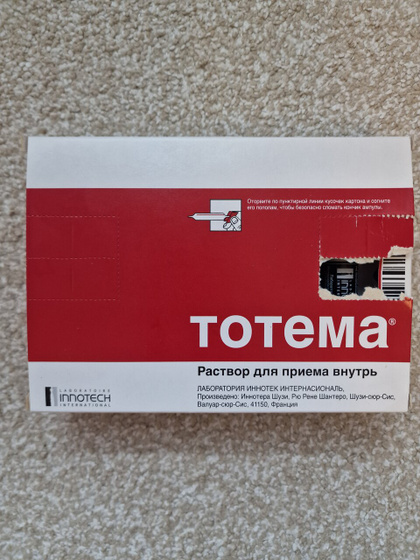 Оторвите по пунктирной линии кусочек картона и согните
его пополам, чтобы безопасно сломать кончик ампулы.
тотема®
Раствор для приема внутрь
ЛАБОРАТОРИЯ ИННОТЕК ИНТЕРНАСИОНАЛЬ,
Произведено: Иннотера Шузи, Рю Рене Шантеро, Шузи-сюр-Сис,
Валуар-сюр-Сис, 41150, Франция
LABORATOIRE
INNOTECH
INTERNATIONAL